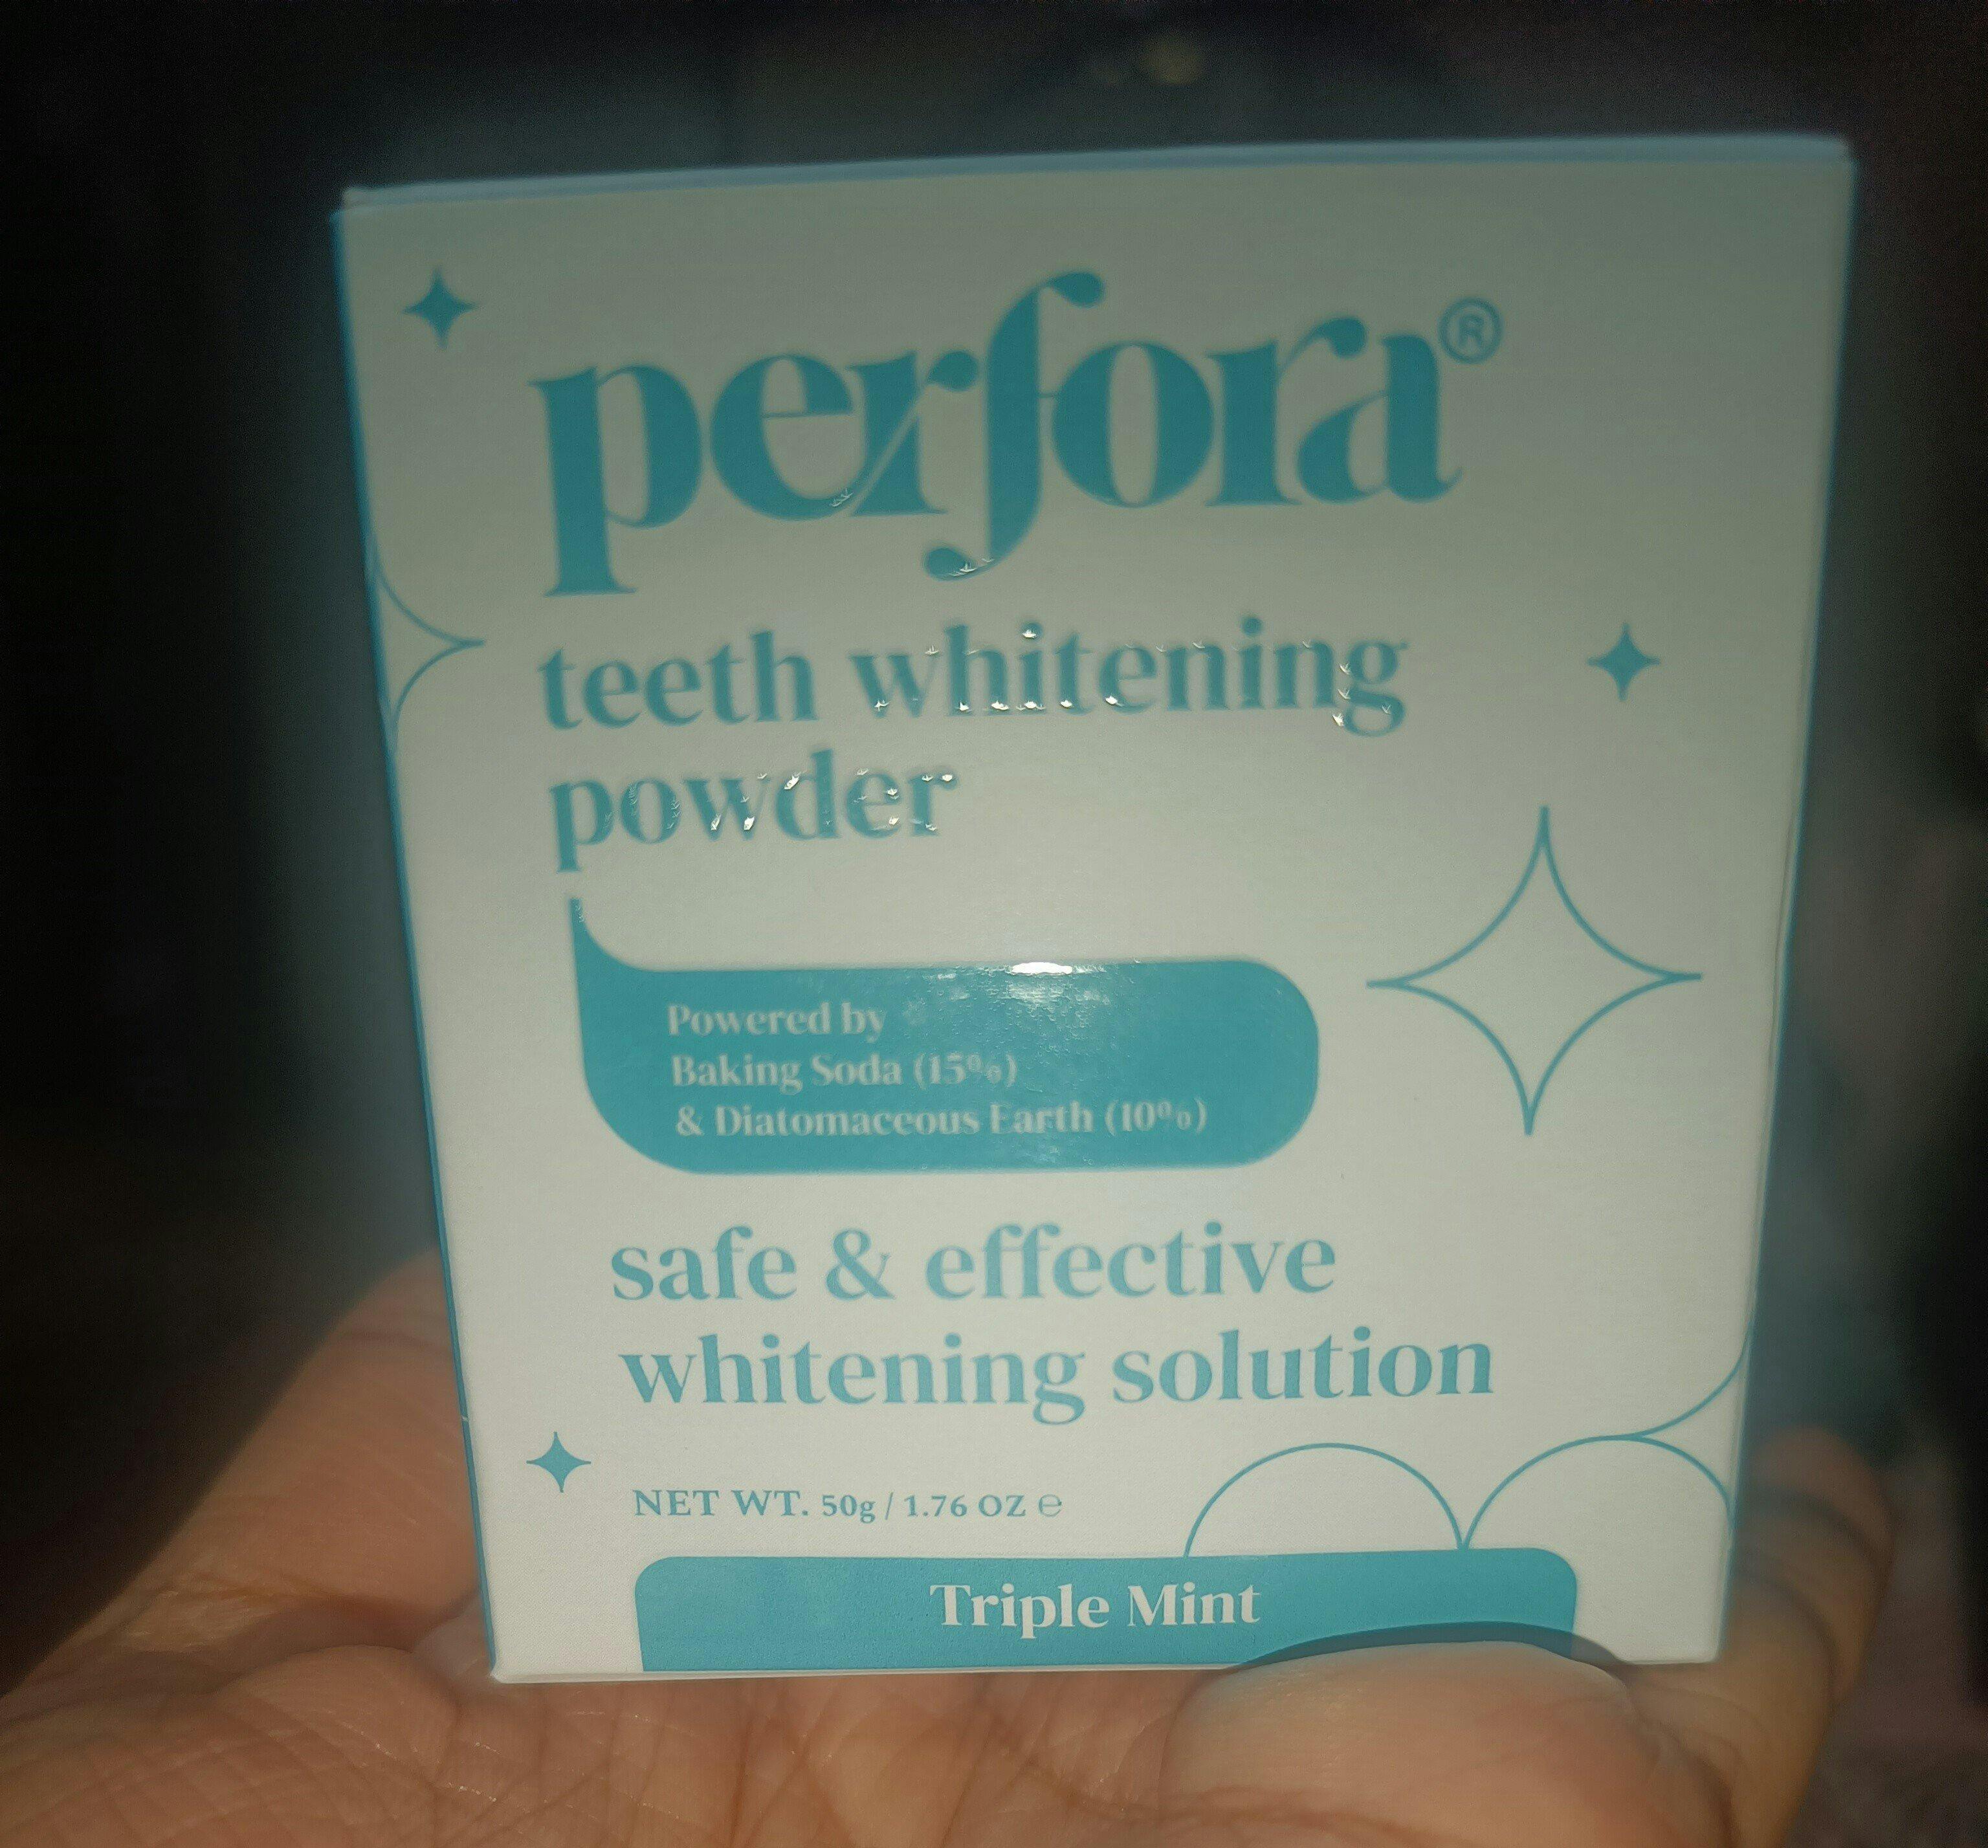 perfora®
teeth whitening
powder
Powered by
Baking Soda (15%)
& Diatomaceous Earth (10%)
safe & effective
whitening solution
NET WT. 50g / 1.76 OZ ℮
Triple Mint